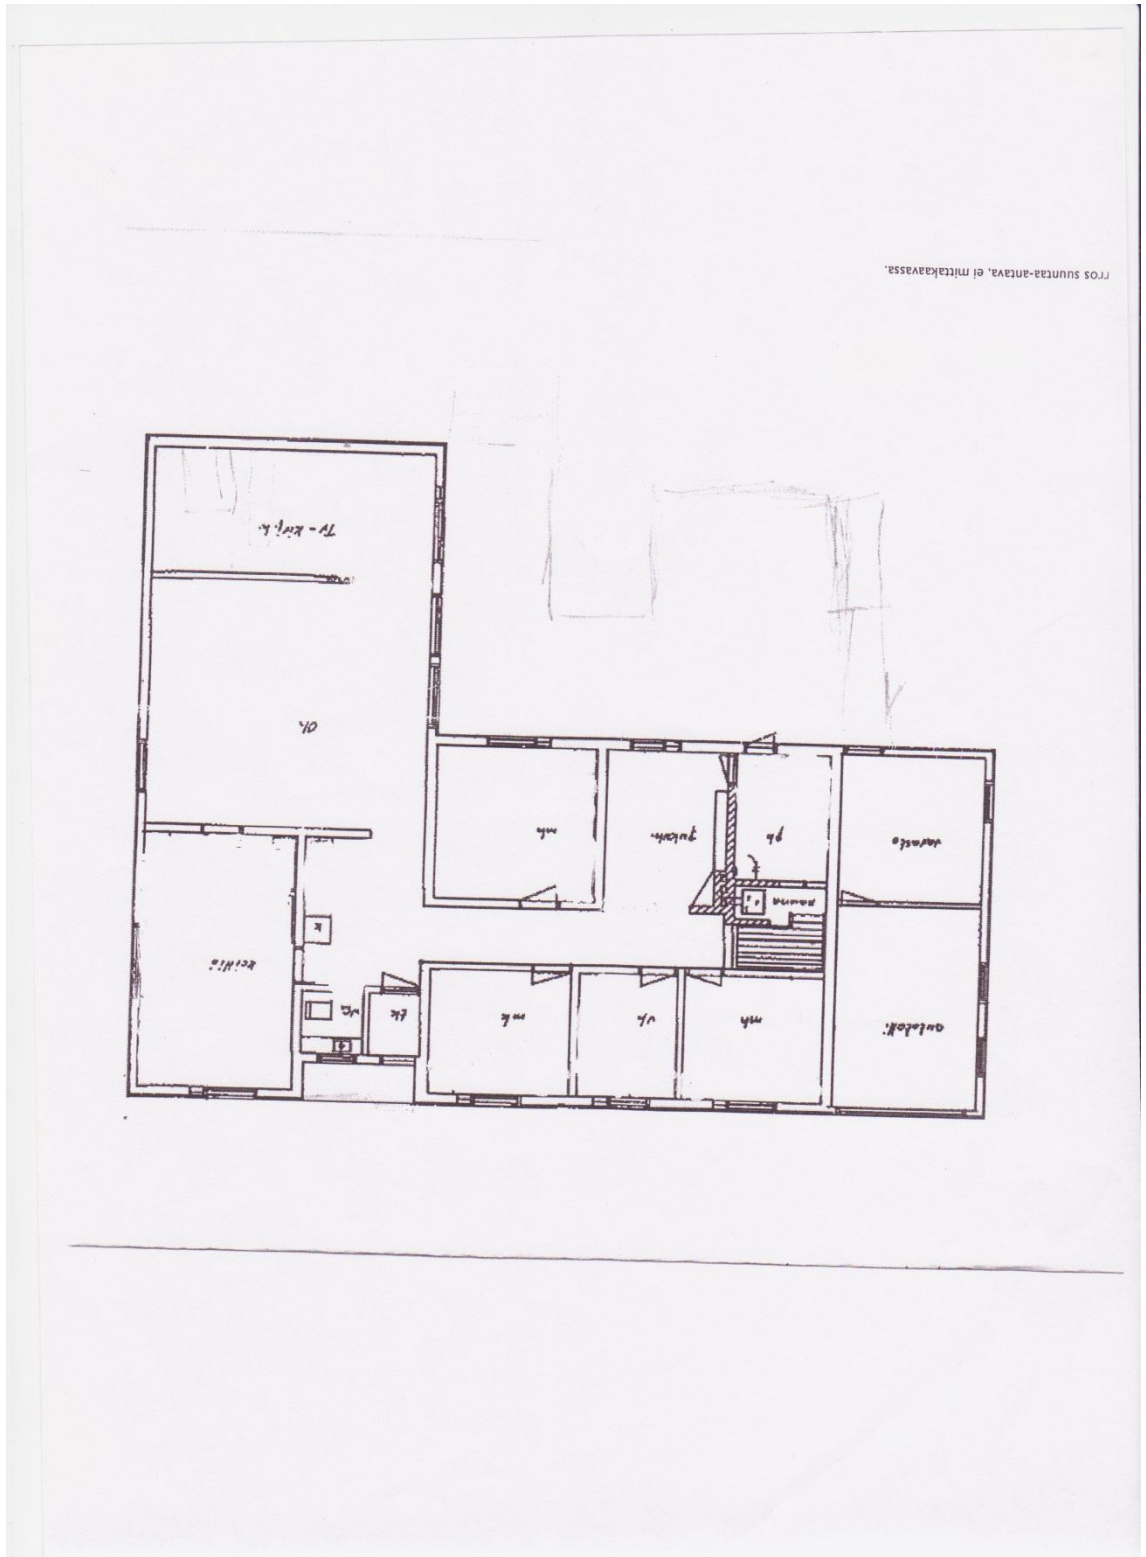 autotalli
mh
vh
mh
tk
wc
keittiö
k
sauna
varasto
ph
pukuh.
mh
oh
Tv-kirj.h.
rros suuntaa-antava, ei mittakaavassa.